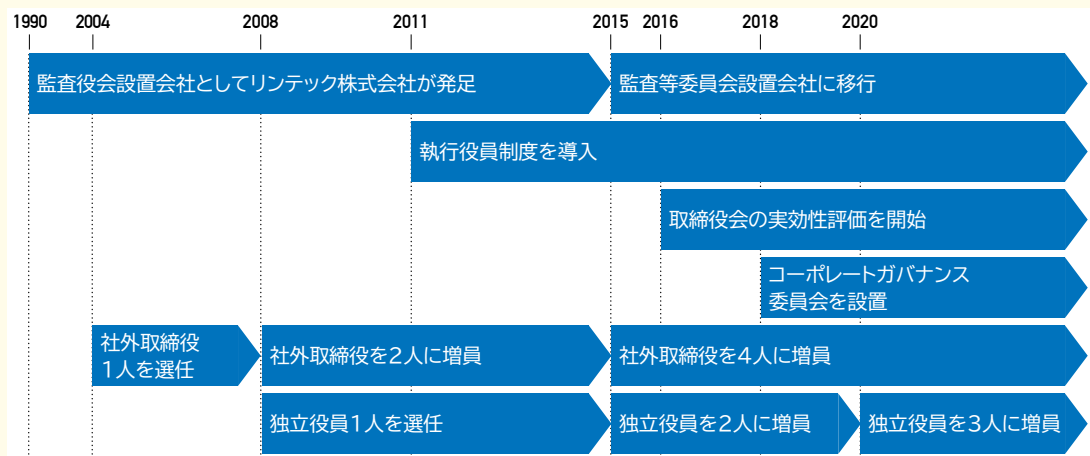 1990 2004 2008 2011 2015 2016 2018 2020
監査役会設置会社としてリンテック株式会社が発足
監査等委員会設置会社に移行
執行役員制度を導入
取締役会の実効性評価を開始
コーポレートガバナンス
委員会を設置
社外取締役
1人を選任
社外取締役を2人に増員
社外取締役を4人に増員
独立役員1人を選任
独立役員を2人に増員
独立役員を3人に増員